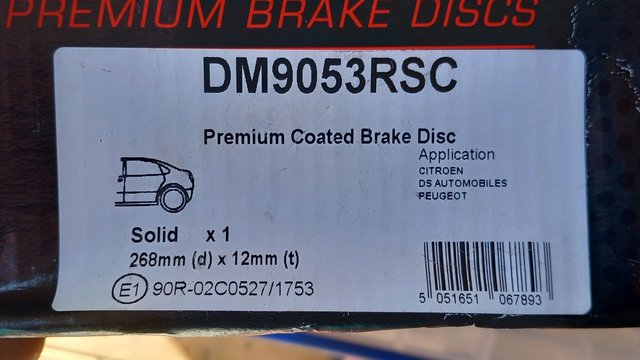 PREMIUM BRAKE DISCS
DM9053RSC
Premium Coated Brake Disc
Application
CITROEN
DS AUTOMOBILES
PEUGEOT
Solid x 1
268mm (d) x 12mm (t)
E1 90R-02C0527/1753
5 051651 067893